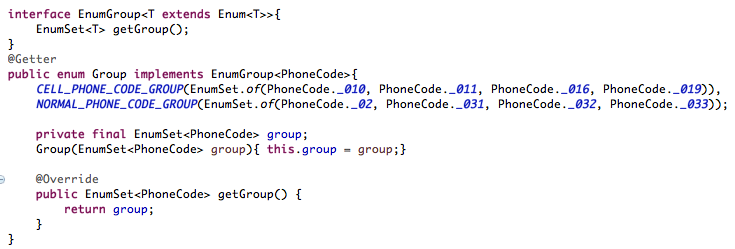 interface EnumGroup<T extends Enum<T>>{
    EnumSet<T> getGroup();
}
@Getter
public enum Group implements EnumGroup<PhoneCode>{
    CELL_PHONE_CODE_GROUP(EnumSet.of(PhoneCode._010, PhoneCode._011, PhoneCode._016, PhoneCode._019)),
    NORMAL_PHONE_CODE_GROUP(EnumSet.of(PhoneCode._02, PhoneCode._031, PhoneCode._032, PhoneCode._033));
    private final EnumSet<PhoneCode> group;
    Group(EnumSet<PhoneCode> group){ this.group = group;}
    @Override
    public EnumSet<PhoneCode> getGroup() {
        return group;
    }
}